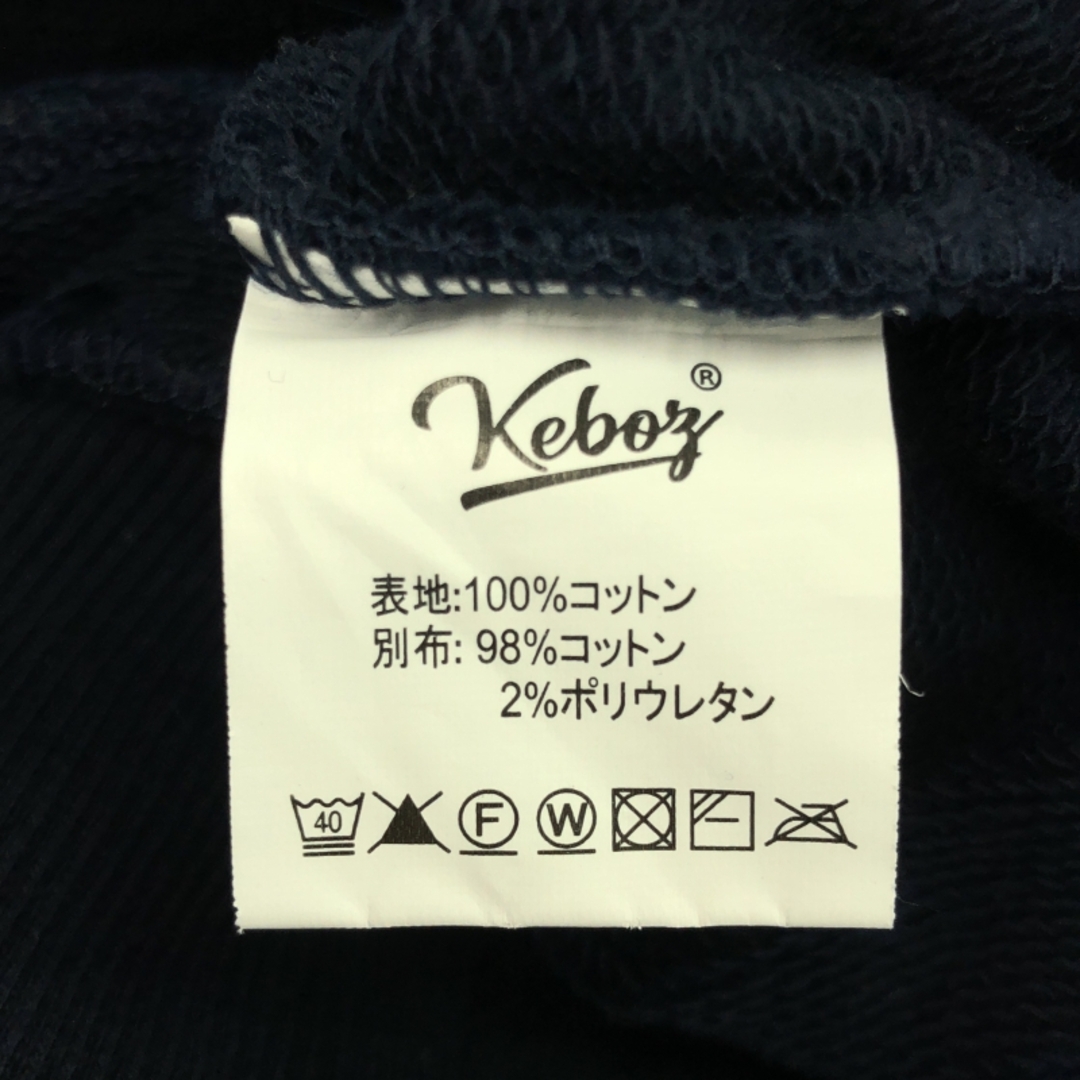 Keboz®
表地:100%コットン
別布: 98%コットン
2%ポリウレタン
40 F W